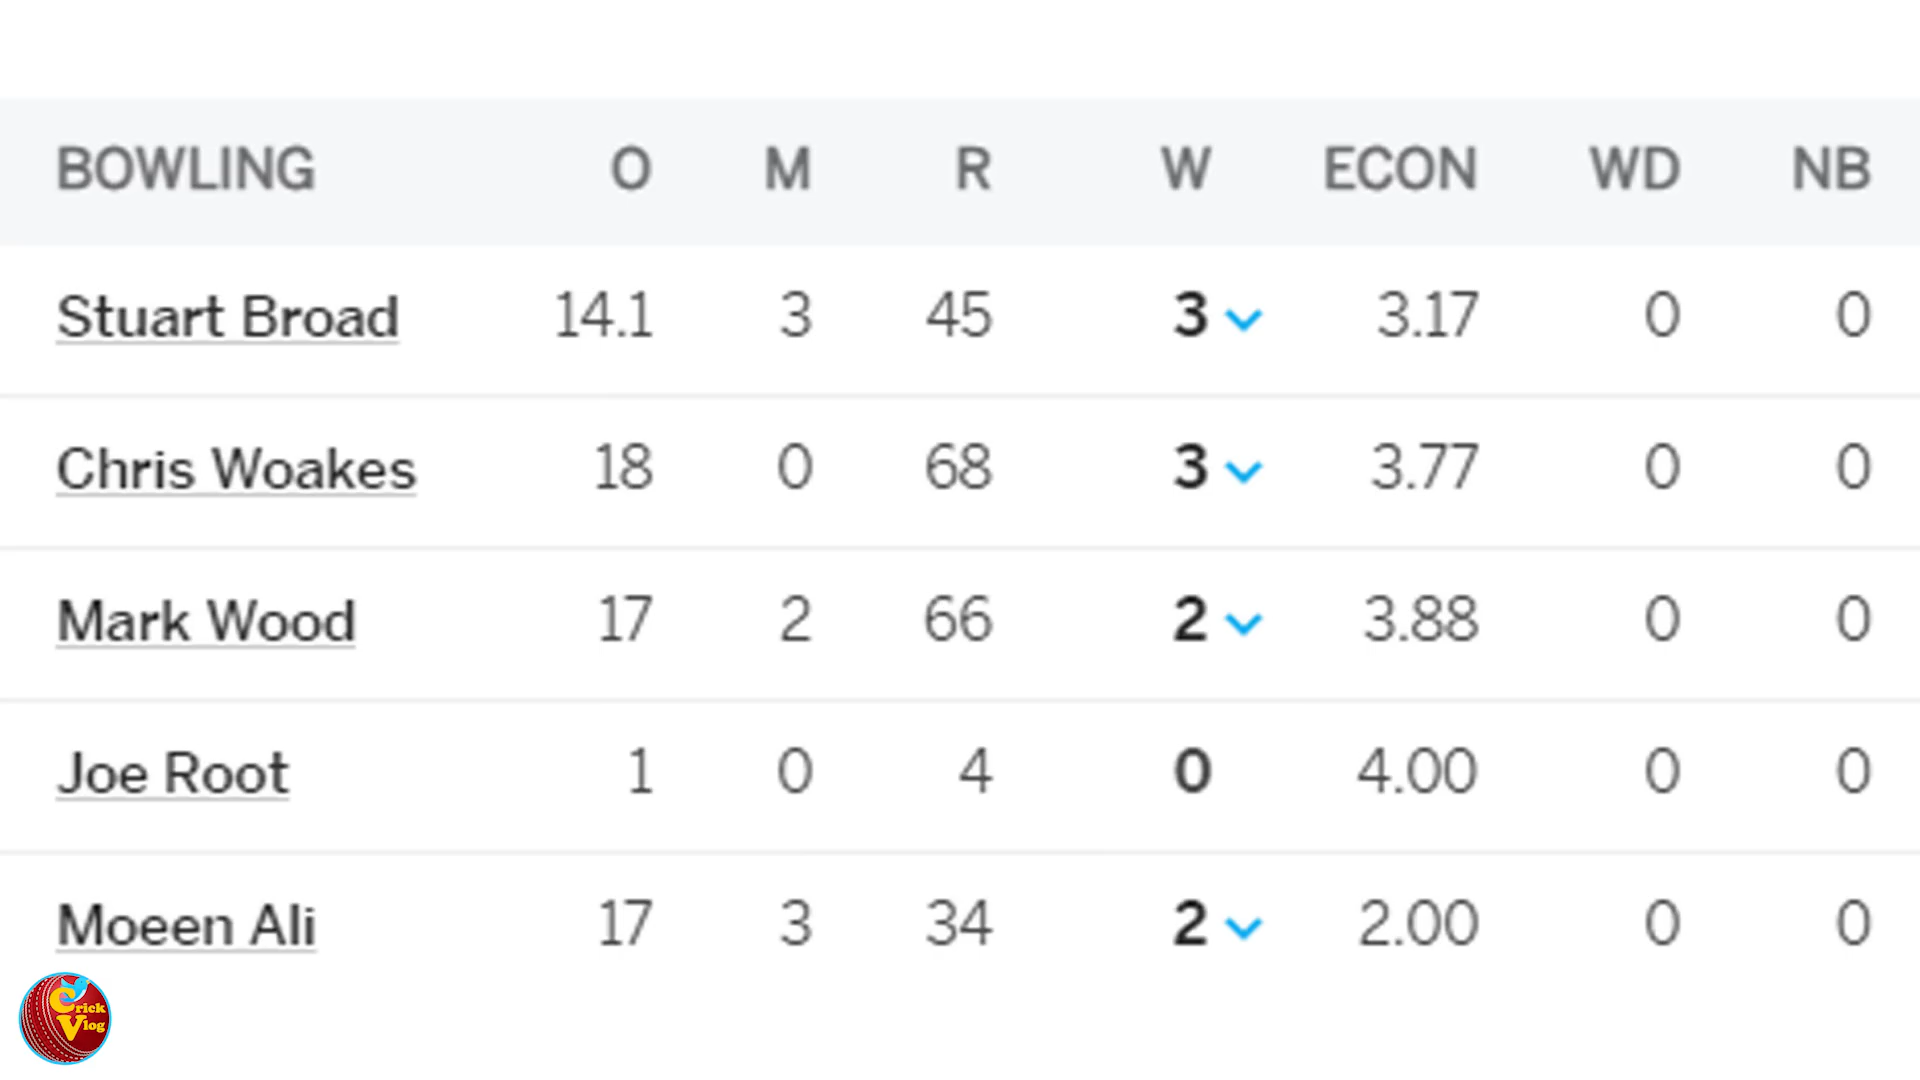 BOWLING O M R W ECON WD NB
Stuart Broad 14.1 3 45 3 3.17 0 0
Chris Woakes 18 0 68 3 3.77 0 0
Mark Wood 17 2 66 2 3.88 0 0
Joe Root 1 0 4 0 4.00 0 0
Moeen Ali 17 3 34 2 2.00 0 0
Crick
Vlog